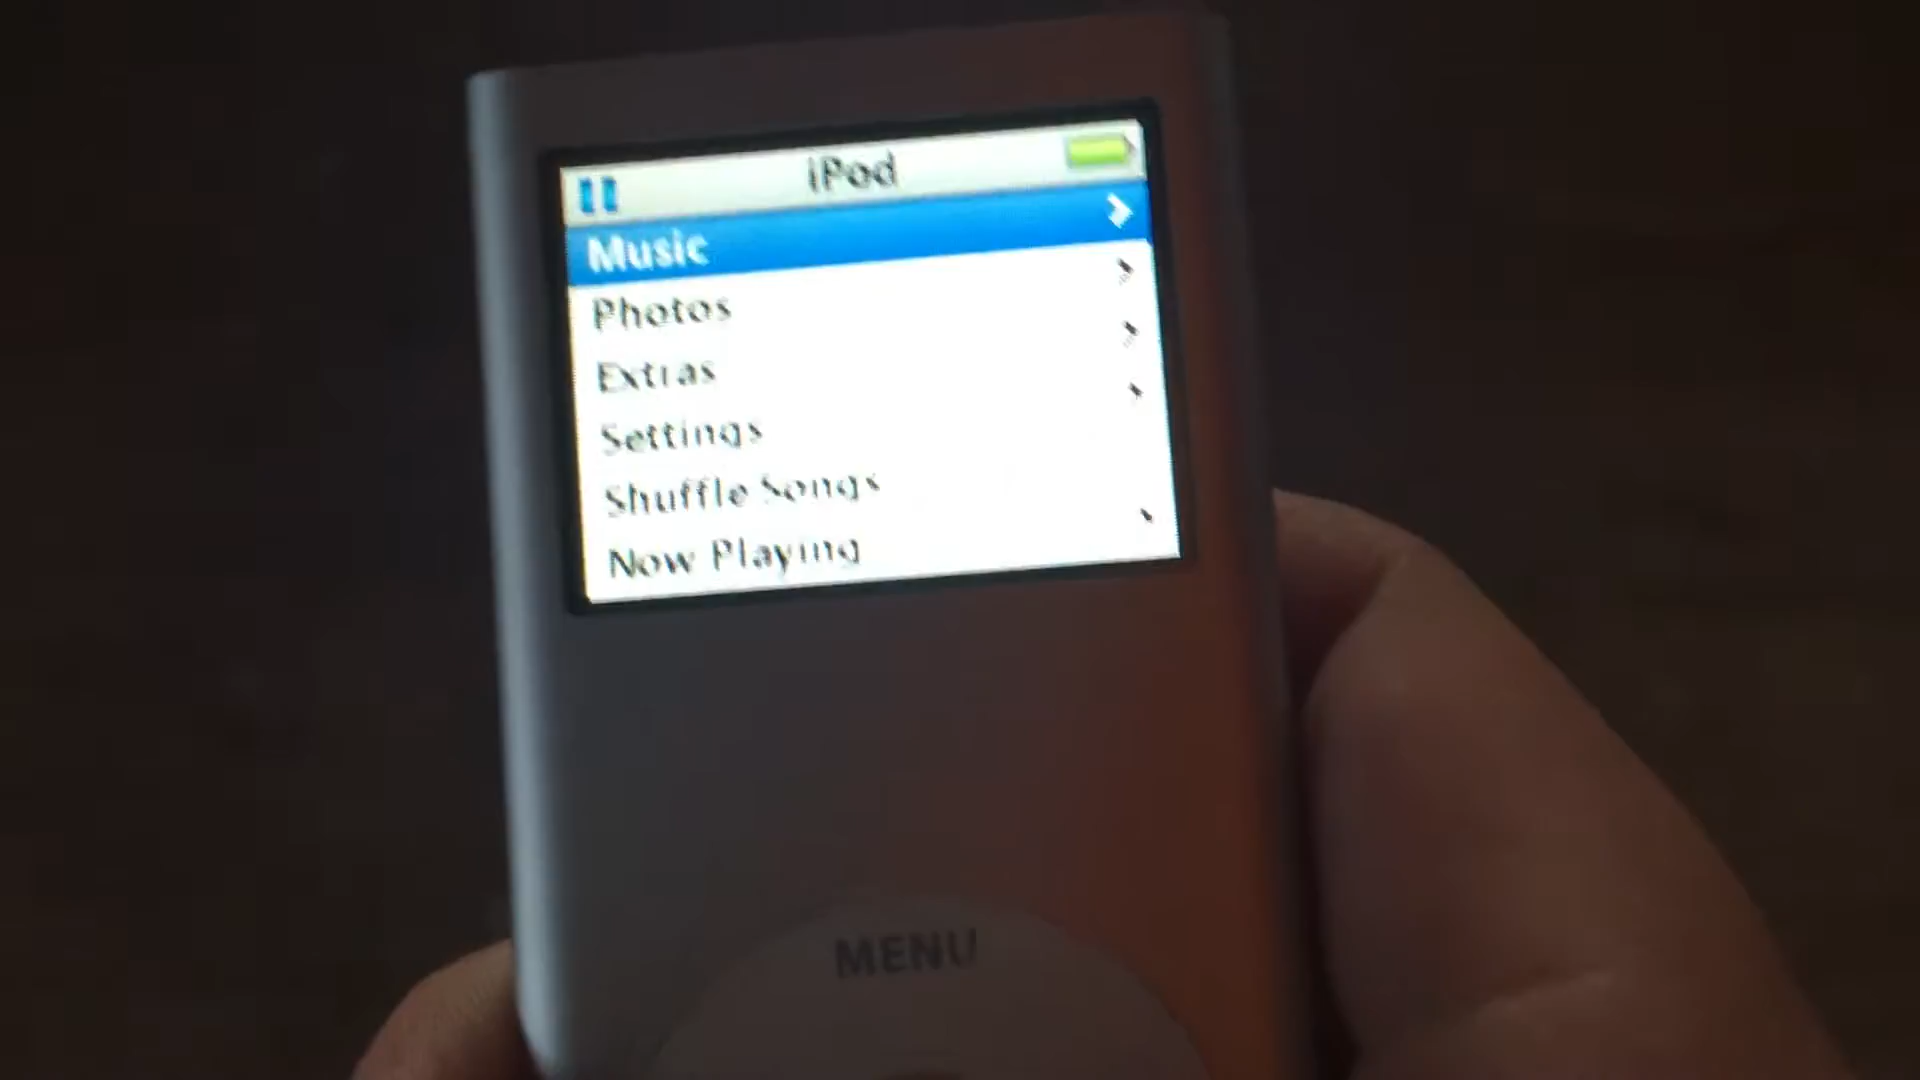 iPod
Music
Photos
Extras
Settings
Shuffle Songs
Now Playing
MENU